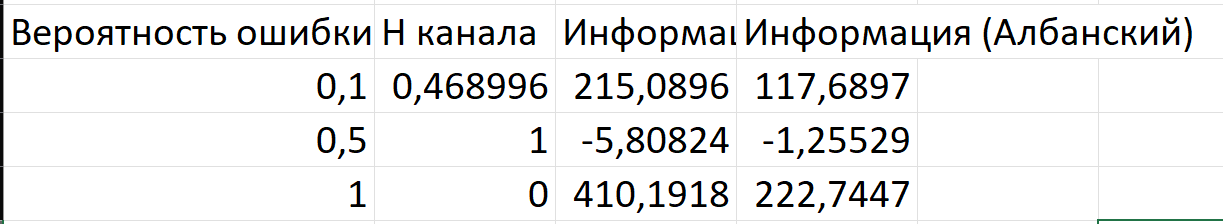 Вероятность ошибки Н канала Информац Информация (Албанский)
0,1 0,468996 215,0896 117,6897
0,5 1 -5,80824 -1,25529
1 0 410,1918 222,7447